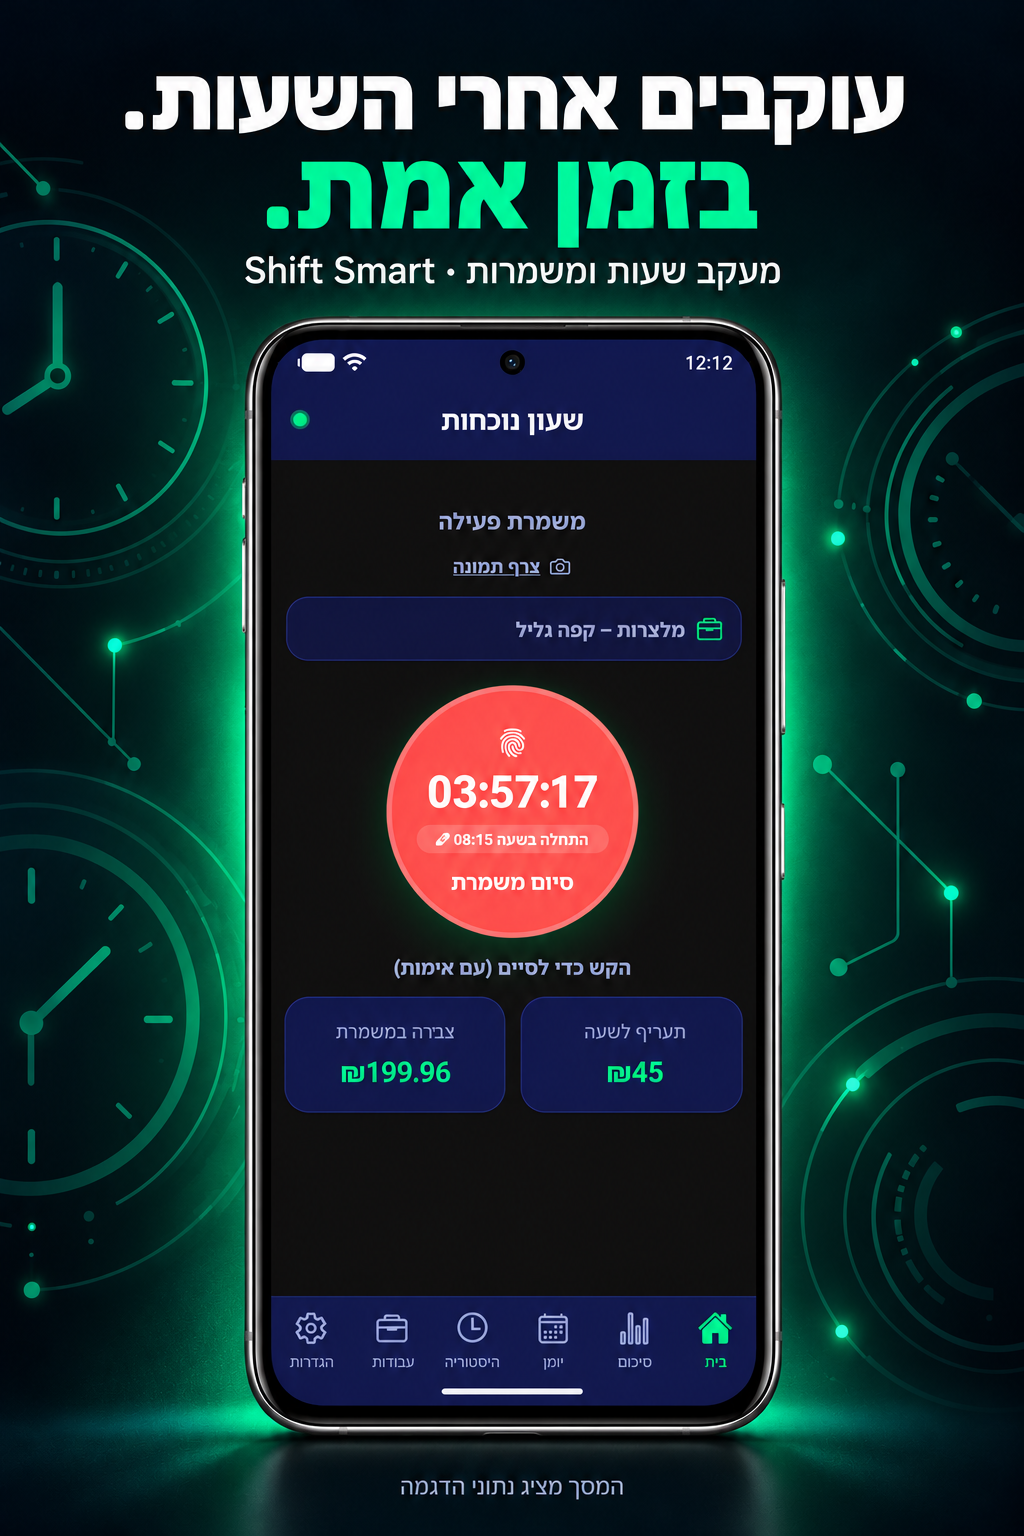 עוקבים אחרי השעות.
בזמן אמת.
מעקב שעות ומשמרות · Shift Smart
12:12
שעון נוכחות
משמרת פעילה
צרף תמונה
מלצרות – קפה גליל
03:57:17
התחלה בשעה 08:15
סיום משמרת
הקש כדי לסיים (עם אימות)
תעריף לשעה
₪45
צבירה במשמרת
₪199.96
בית
סיכום
יומן
היסטוריה
עבודות
הגדרות
המסך מציג נתוני הדגמה